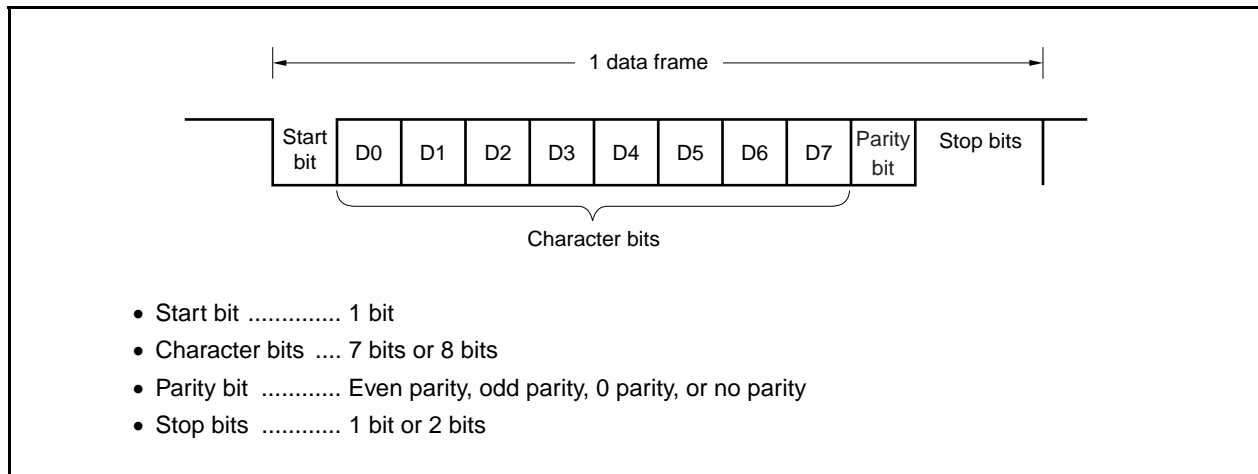 1 data frame
Start bit D0 D1 D2 D3 D4 D5 D6 D7 Parity bit Stop bits
Character bits
• Start bit .............. 1 bit
• Character bits .... 7 bits or 8 bits
• Parity bit ............ Even parity, odd parity, 0 parity, or no parity
• Stop bits ............ 1 bit or 2 bits